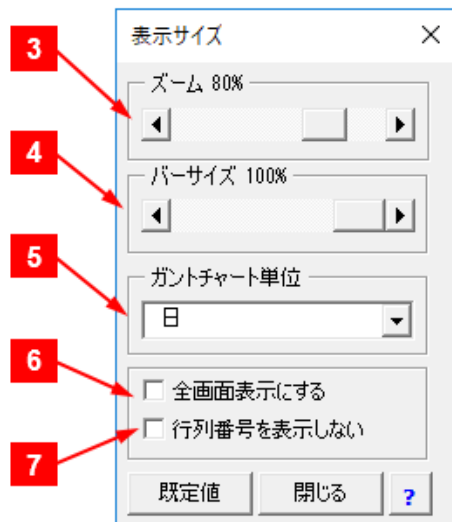 表示サイズ
3
ズーム 80%
4
バーサイズ 100%
5
ガントチャート単位
日
6
全画面表示にする
7
行列番号を表示しない
既定値 閉じる ?